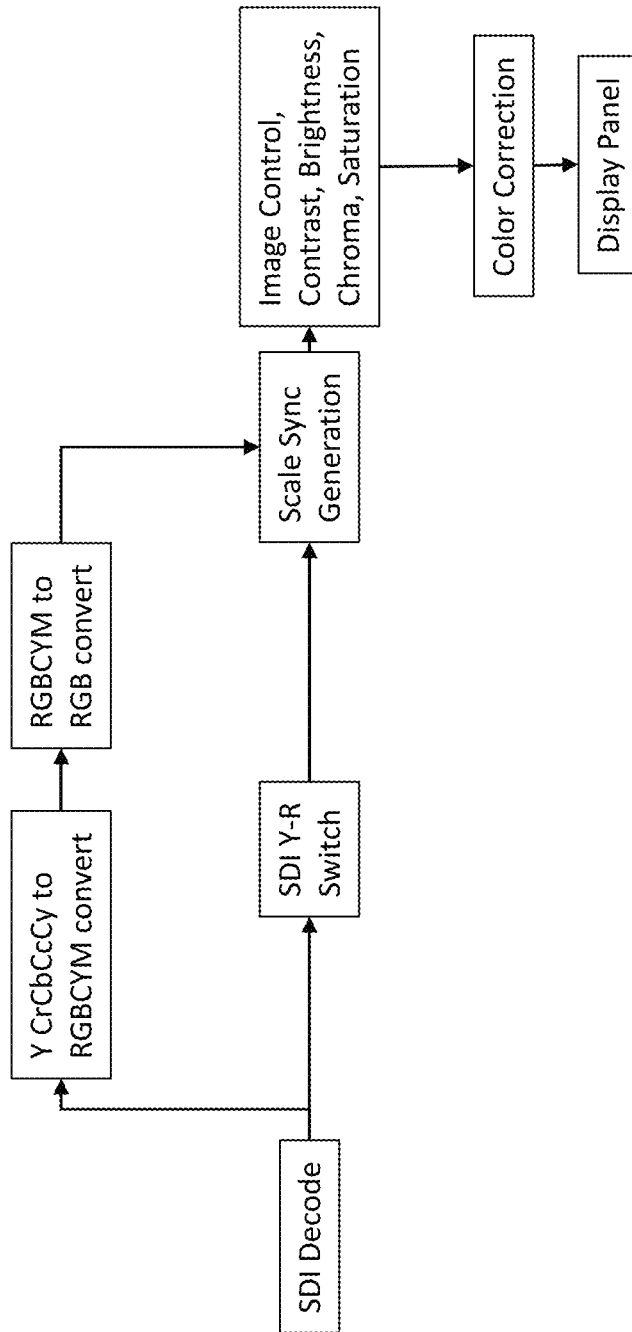 SDI Decode
Y CrCbCcCy to
RGBCYM convert
RGBCYM to
RGB convert
SDI Y-R
Switch
Scale Sync
Generation
Image Control,
Contrast, Brightness,
Chroma, Saturation
Color Correction
Display Panel